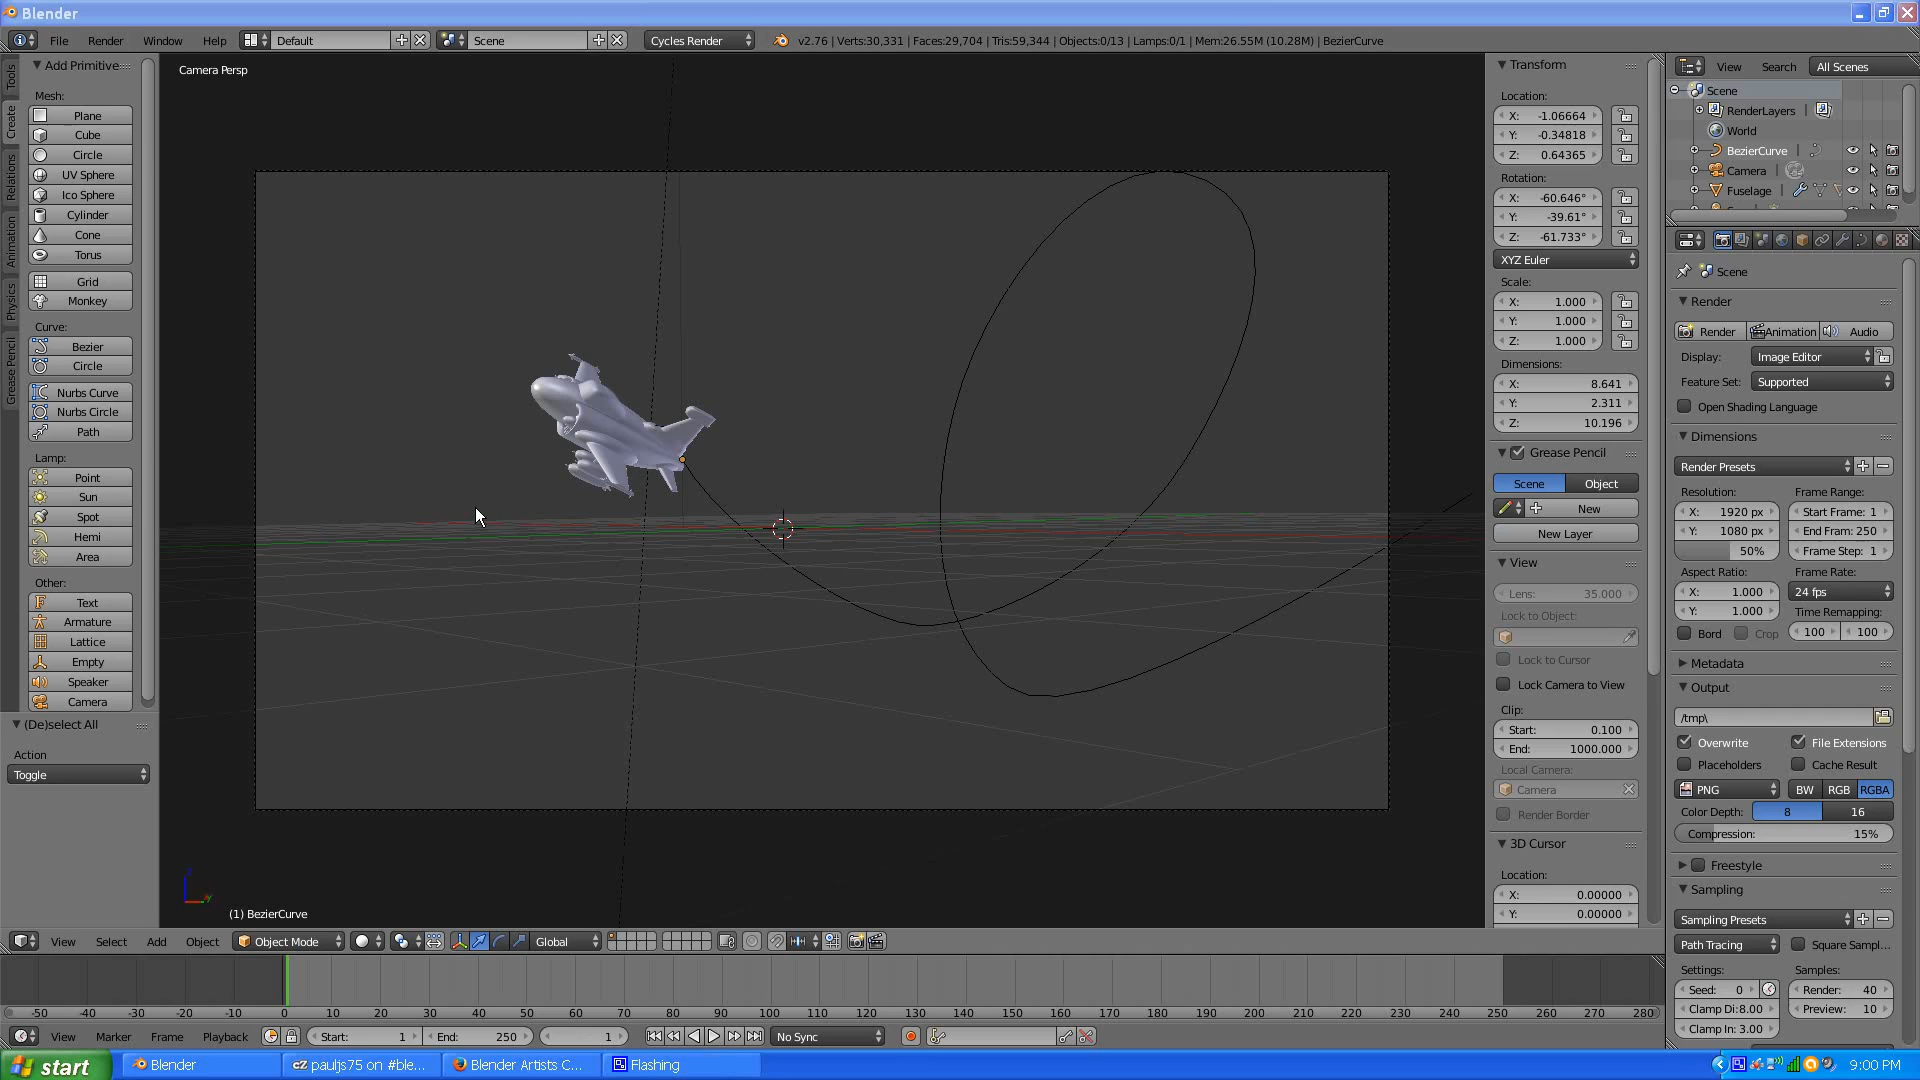 Blender
File Render Window Help Default Scene Cycles Render v2.76 | Verts:30,331 | Faces:29,704 | Tris:59,344 | Objects:0/13 | Lamps:0/1 | Mem:26.55M (10.28M) | BezierCurve
Tools
Create
Relations
Animation
Physics
Grease Pencil
Add Primitive
Mesh:
Plane
Cube
Circle
UV Sphere
Ico Sphere
Cylinder
Cone
Torus
Grid
Monkey
Curve:
Bezier
Circle
Nurbs Curve
Nurbs Circle
Path
Lamp:
Point
Sun
Spot
Hemi
Area
Other:
Text
Armature
Lattice
Empty
Speaker
Camera
(De)select All
Action
Toggle
Camera Persp
(1) BezierCurve
Transform
Location:
X: -1.06664
Y: -0.34818
Z: 0.64365
Rotation:
X: -60.646°
Y: -39.61°
Z: -61.733°
XYZ Euler
Scale:
X: 1.000
Y: 1.000
Z: 1.000
Dimensions:
X: 8.641
Y: 2.311
Z: 10.196
Grease Pencil
Scene Object
New
New Layer
View
Lens: 35.000
Lock to Object:
Lock to Cursor
Lock Camera to View
Clip:
Start: 0.100
End: 1000.000
Local Camera:
Camera
Render Border
3D Cursor
Location:
X: 0.00000
Y: 0.00000
View Search All Scenes
Scene
RenderLayers
World
BezierCurve
Camera
Fuselage
Scene
Render
Render Animation Audio
Display: Image Editor
Feature Set: Supported
Open Shading Language
Dimensions
Render Presets
Resolution: Frame Range:
X: 1920 px Start Frame: 1
Y: 1080 px End Fram: 250
50% Frame Step: 1
Aspect Ratio: Frame Rate:
X: 1.000 24 fps
Y: 1.000 Time Remapping:
Bord Crop 100 100
Metadata
Output
/tmp\
Overwrite File Extensions
Placeholders Cache Result
PNG BW RGB RGBA
Color Depth: 8 16
Compression: 15%
Freestyle
Sampling
Sampling Presets
Path Tracing Square Sampl...
Settings: Samples:
Seed: 0 Render: 40
Clamp Di:8.00 Preview: 10
Clamp In: 3.00
View Select Add Object Object Mode Global
-50 -40 -30 -20 -10 0 10 20 30 40 50 60 70 80 90 100 110 120 130 140 150 160 170 180 190 200 210 220 230 240 250 260 270 280
View Marker Frame Playback Start: 1 End: 250 1 No Sync
start Blender pauljs75 on #ble... Blender Artists C... Flashing 9:00 PM